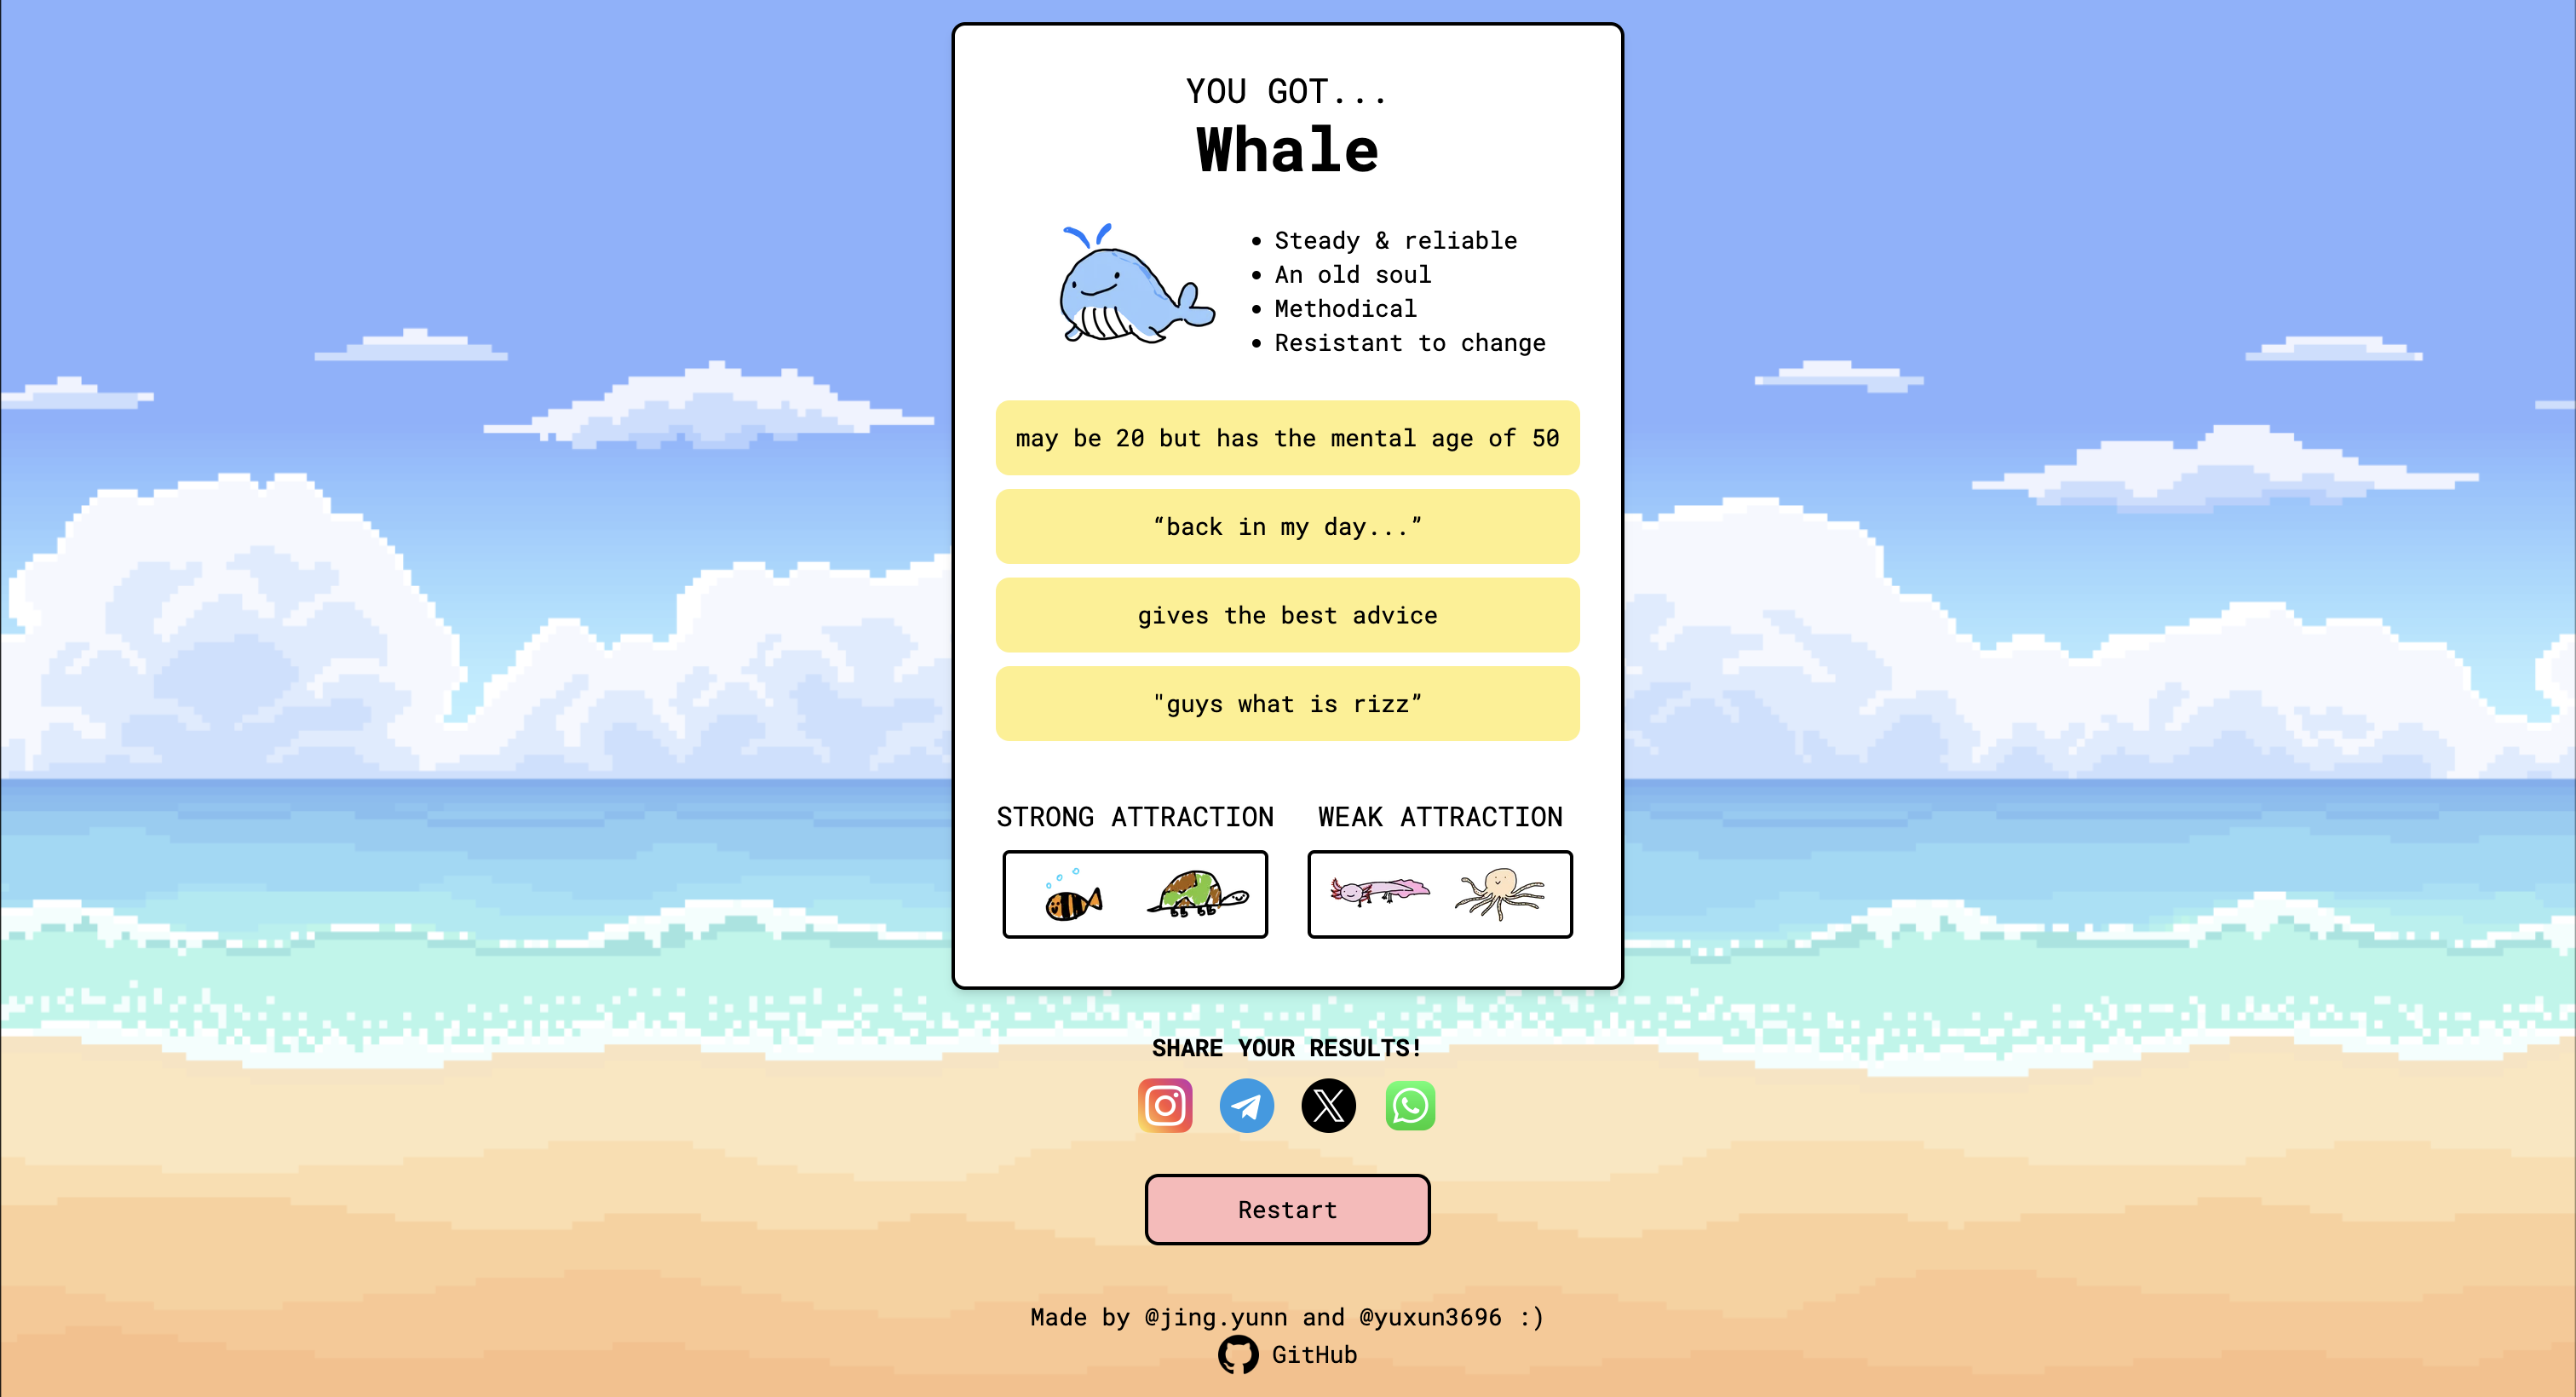 YOU GOT...
Whale
• Steady & reliable
• An old soul
• Methodical
• Resistant to change
may be 20 but has the mental age of 50
“back in my day...”
gives the best advice
"guys what is rizz”
STRONG ATTRACTION
WEAK ATTRACTION
SHARE YOUR RESULTS!
Restart
Made by @jing.yunn and @yuxun3696 :)
GitHub